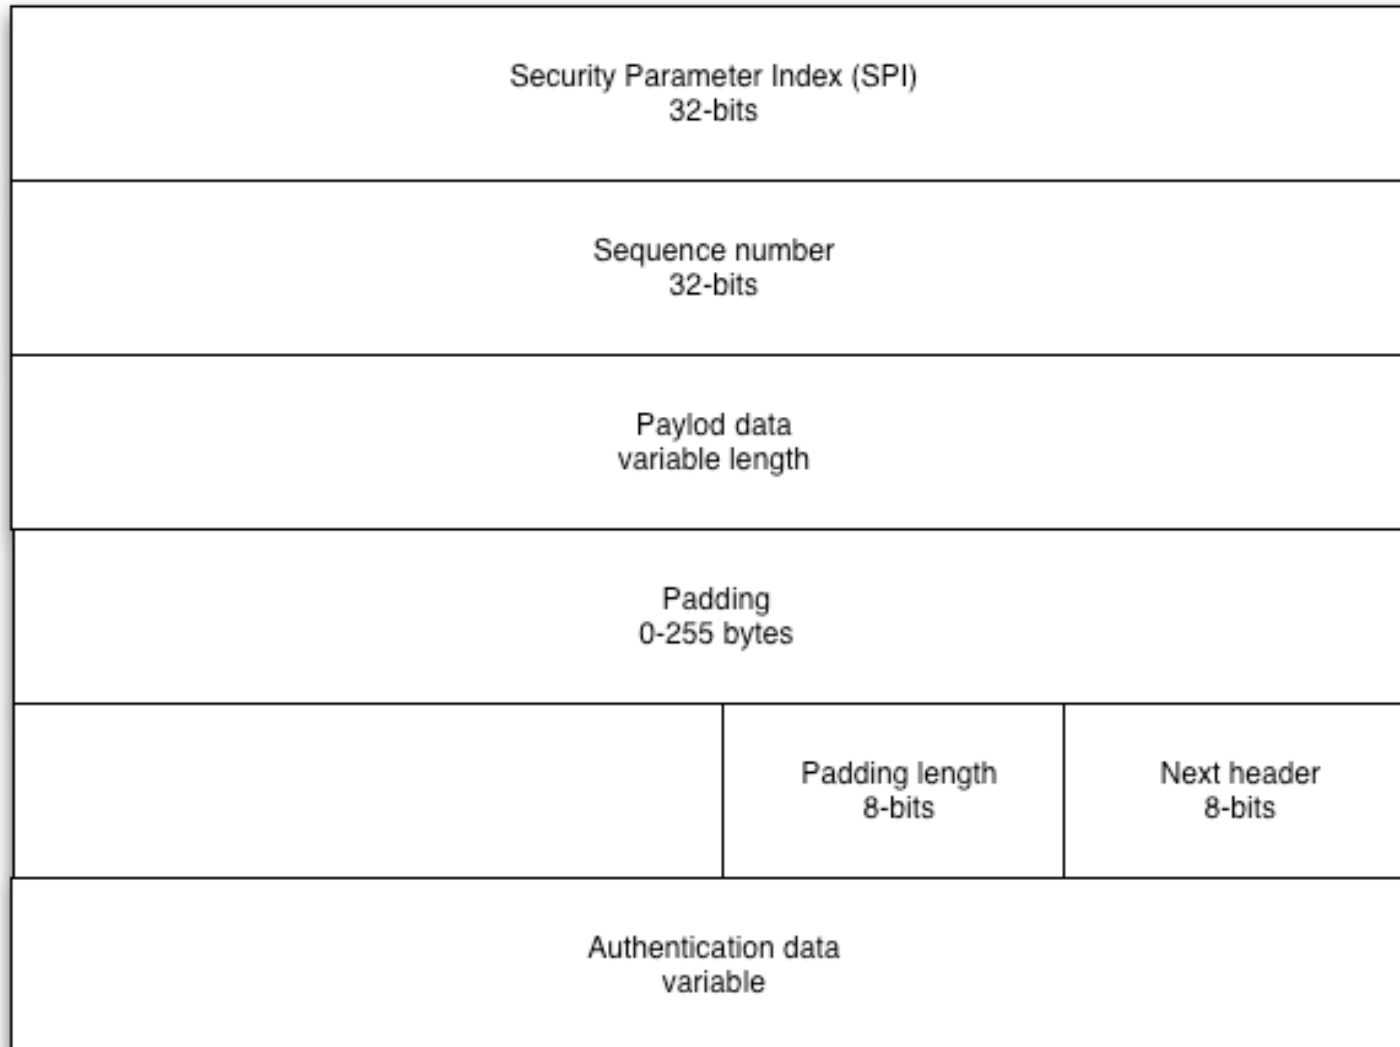 Security Parameter Index (SPI)
32-bits
Sequence number
32-bits
Paylod data
variable length
Padding
0-255 bytes
Padding length
8-bits
Next header
8-bits
Authentication data
variable